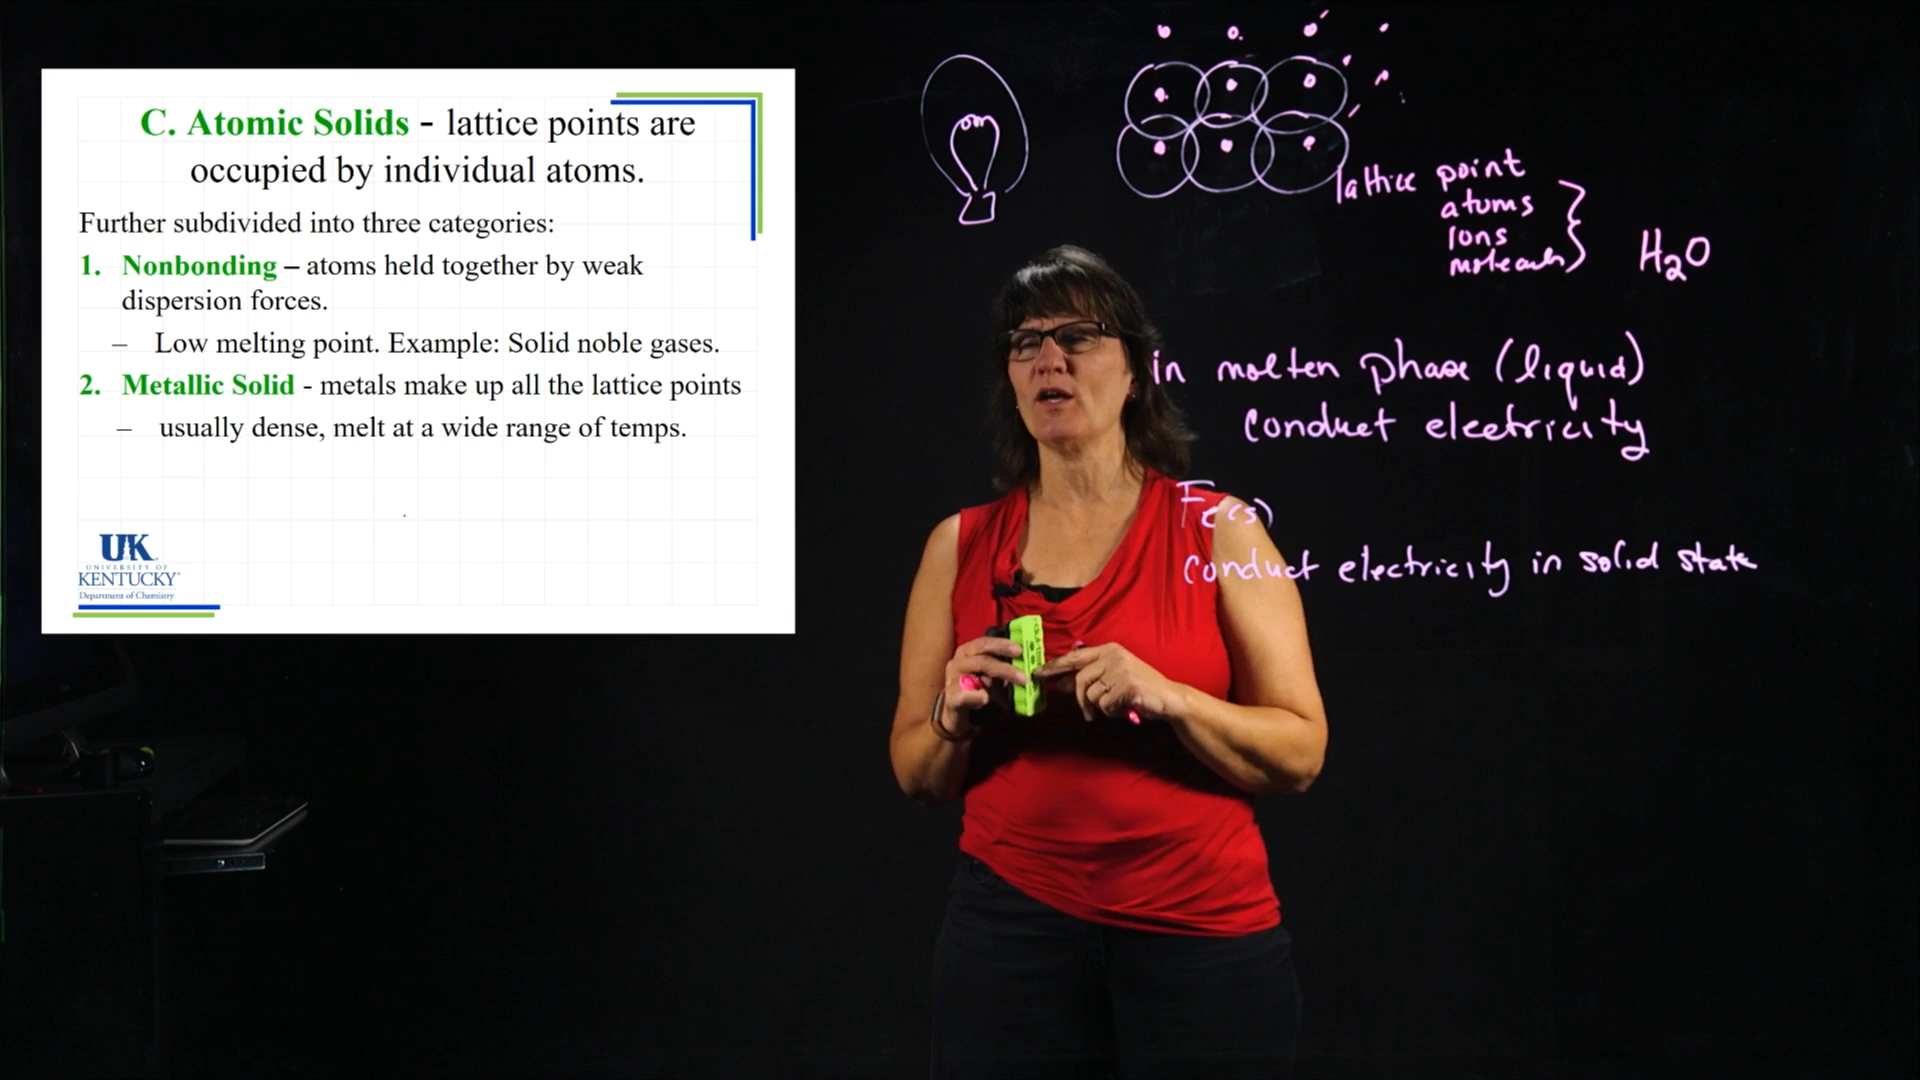 C. Atomic Solids - lattice points are
occupied by individual atoms.
Further subdivided into three categories:
1. Nonbonding – atoms held together by weak
dispersion forces.
– Low melting point. Example: Solid noble gases.
2. Metallic Solid - metals make up all the lattice points
– usually dense, melt at a wide range of temps.
UK
UNIVERSITY OF
KENTUCKY
Department of Chemistry
lattice point
atoms
Ions
H₂O
in molten phase (liquid)
conduct electricity
Fe(s)
Conduct electricity in solid state